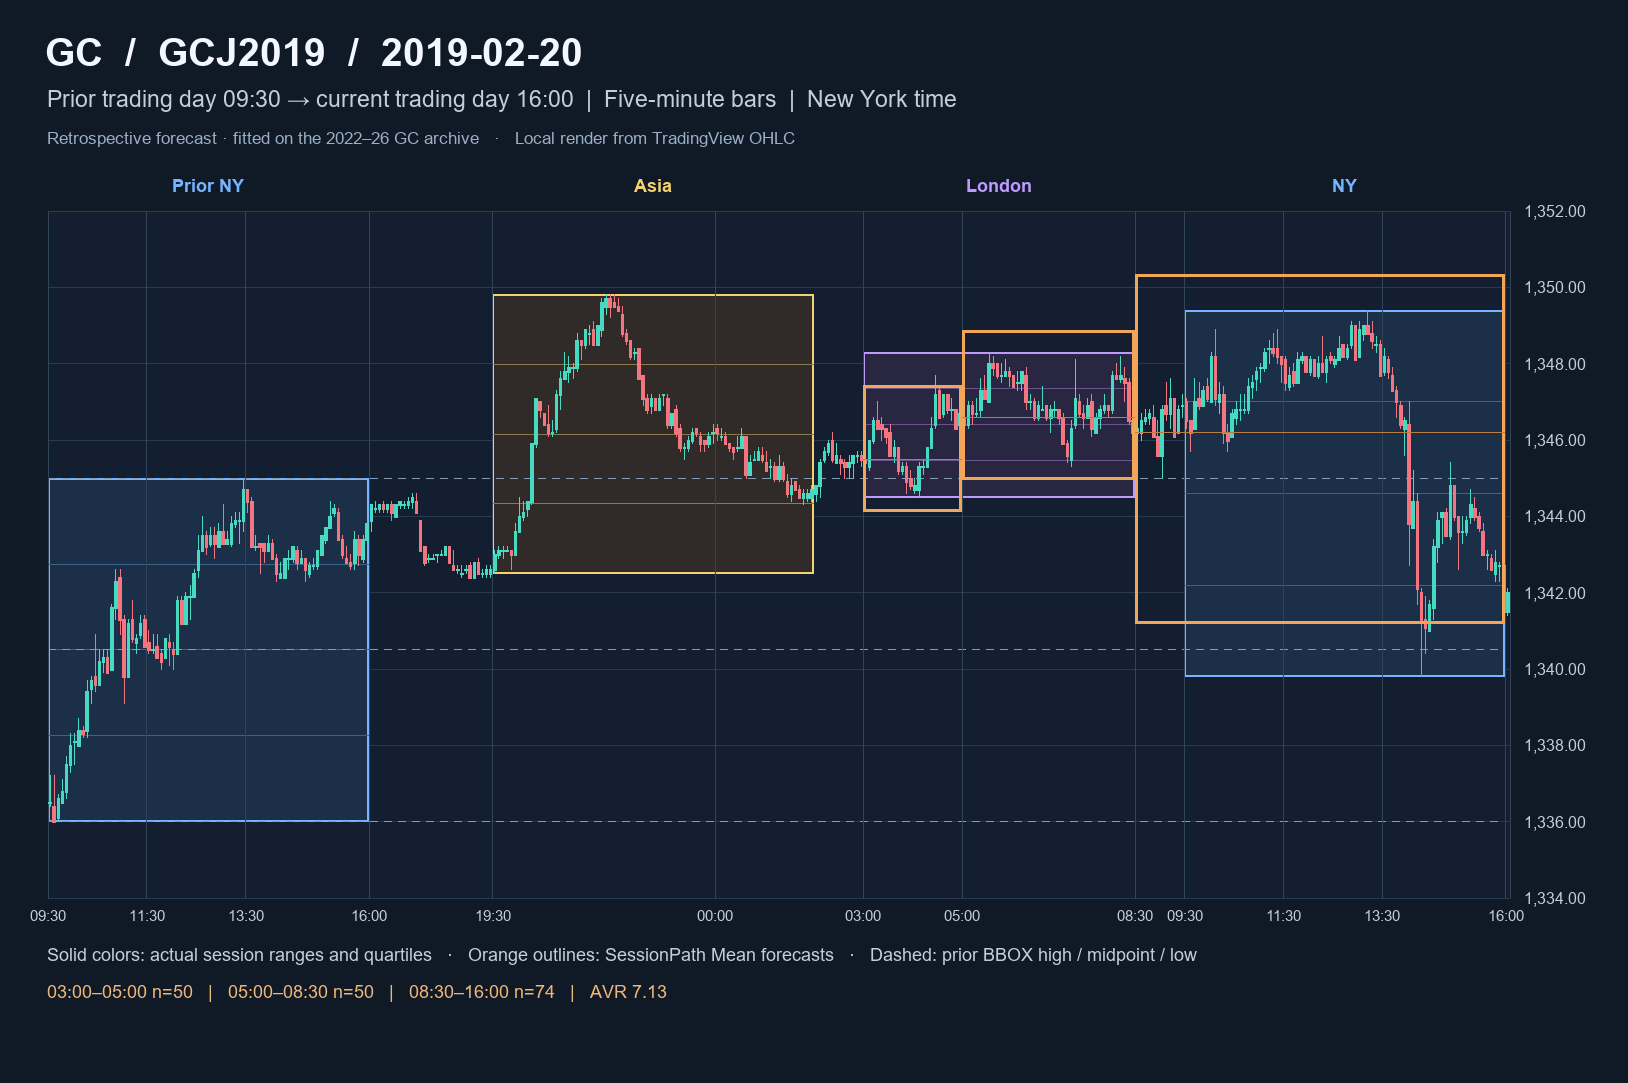 GC / GCJ2019 / 2019-02-20
Prior trading day 09:30 → current trading day 16:00 | Five-minute bars | New York time
Retrospective forecast · fitted on the 2022–26 GC archive · Local render from TradingView OHLC
Prior NY Asia London NY
1,352.00
1,350.00
1,348.00
1,346.00
1,344.00
1,342.00
1,340.00
1,338.00
1,336.00
1,334.00
09:30 11:30 13:30 16:00 19:30 00:00 03:00 05:00 08:30 09:30 11:30 13:30 16:00
Solid colors: actual session ranges and quartiles · Orange outlines: SessionPath Mean forecasts · Dashed: prior BBOX high / midpoint / low
03:00–05:00 n=50 | 05:00–08:30 n=50 | 08:30–16:00 n=74 | AVR 7.13